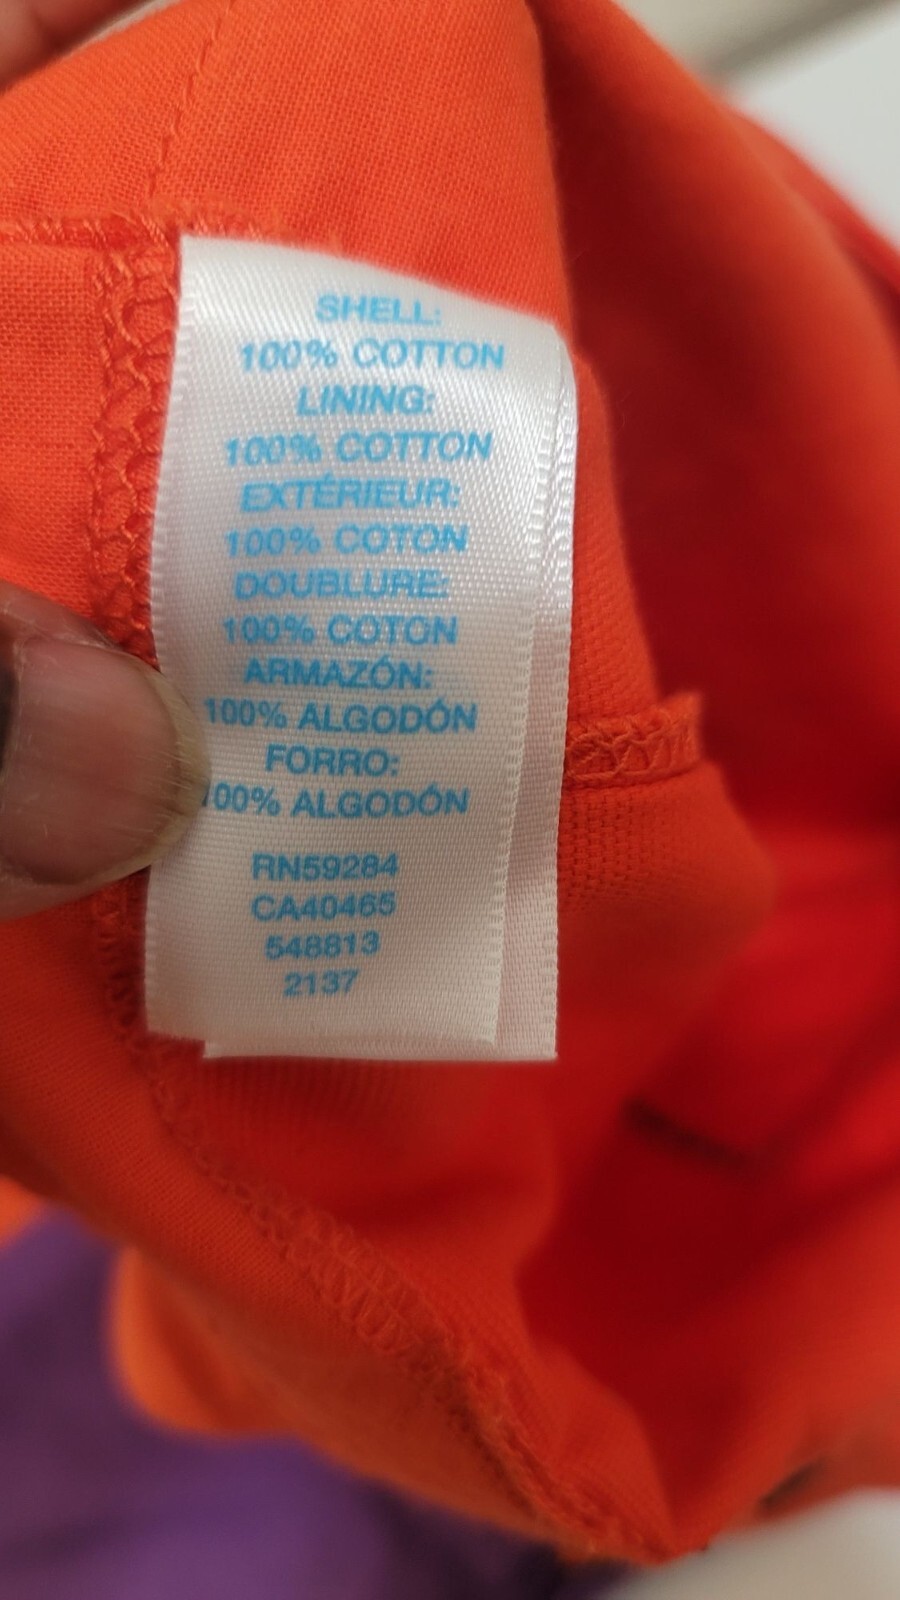 SHELL:
100% COTTON
LINING:
100% COTTON
EXTÉRIEUR:
100% COTON
DOUBLURE:
100% COTON
ARMAZÓN:
100% ALGODÓN
FORRO:
100% ALGODÓN
RN59284
CA40465
548813
2137